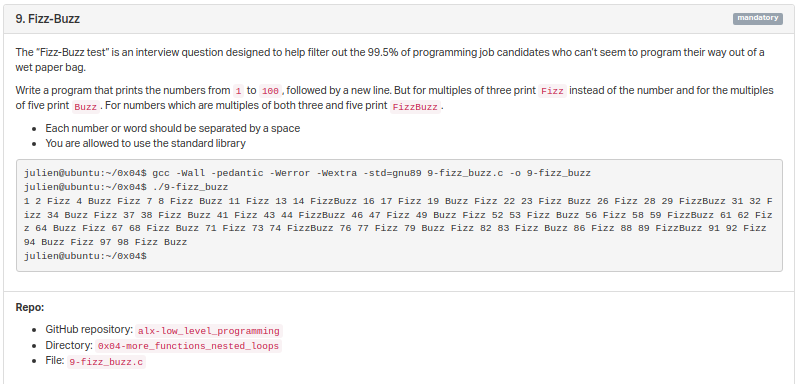 9. Fizz-Buzz
mandatory
The "Fizz-Buzz test" is an interview question designed to help filter out the 99.5% of programming job candidates who can't seem to program their way out of a
wet paper bag.
Write a program that prints the numbers from 1 to 100, followed by a new line. But for multiples of three print Fizz instead of the number and for the multiples
of five print Buzz. For numbers which are multiples of both three and five print FizzBuzz.
• Each number or word should be separated by a space
• You are allowed to use the standard library
julien@ubuntu:~/0x04$ gcc -Wall -pedantic -Werror -Wextra -std=gnu89 9-fizz_buzz.c -o 9-fizz_buzz
julien@ubuntu:~/0x04$ ./9-fizz_buzz
1 2 Fizz 4 Buzz Fizz 7 8 Fizz Buzz 11 Fizz 13 14 FizzBuzz 16 17 Fizz 19 Buzz Fizz 22 23 Fizz Buzz 26 Fizz 28 29 FizzBuzz 31 32 F
izz 34 Buzz Fizz 37 38 Fizz Buzz 41 Fizz 43 44 FizzBuzz 46 47 Fizz 49 Buzz Fizz 52 53 Fizz Buzz 56 Fizz 58 59 FizzBuzz 61 62 Fiz
z 64 Buzz Fizz 67 68 Fizz Buzz 71 Fizz 73 74 FizzBuzz 76 77 Fizz 79 Buzz Fizz 82 83 Fizz Buzz 86 Fizz 88 89 FizzBuzz 91 92 Fizz
94 Buzz Fizz 97 98 Fizz Buzz
julien@ubuntu:~/0x04$
Repo:
• GitHub repository: alx-low_level_programming
• Directory: 0x04-more_functions_nested_loops
• File: 9-fizz_buzz.c